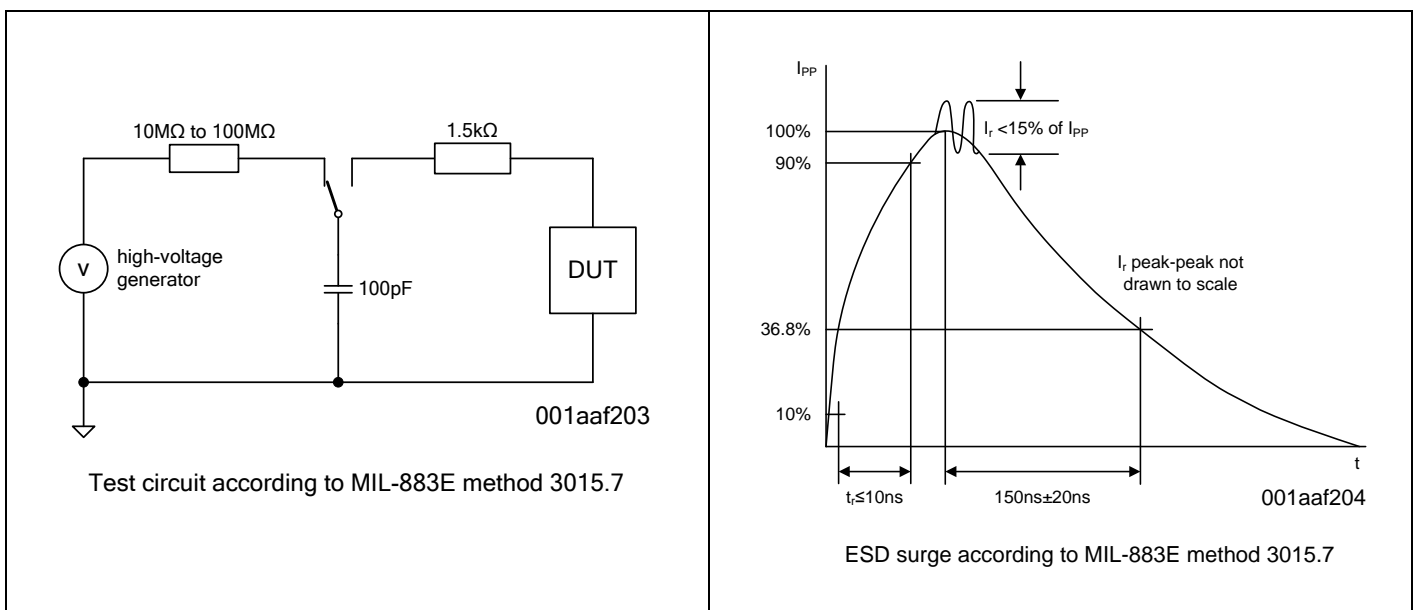 10MΩ to 100MΩ
1.5kΩ
V
high-voltage
generator
100pF
DUT
001aaf203
Test circuit according to MIL-883E method 3015.7
IPP
100%
90%
36.8%
10%
Ir <15% of IPP
Ir peak-peak not
drawn to scale
t
tr≤10ns
150ns±20ns
001aaf204
ESD surge according to MIL-883E method 3015.7